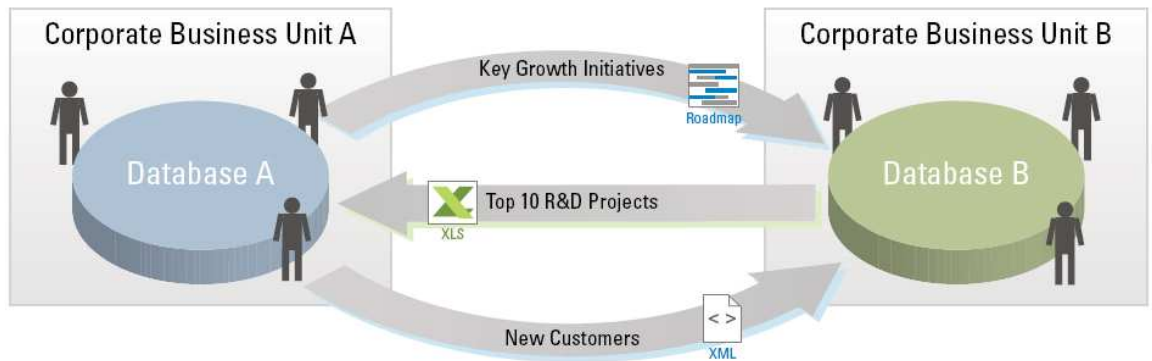 Corporate Business Unit A
Corporate Business Unit B
Key Growth Initiatives
Roadmap
Database A
Database B
Top 10 R&D Projects
XLS
New Customers
< >
XML